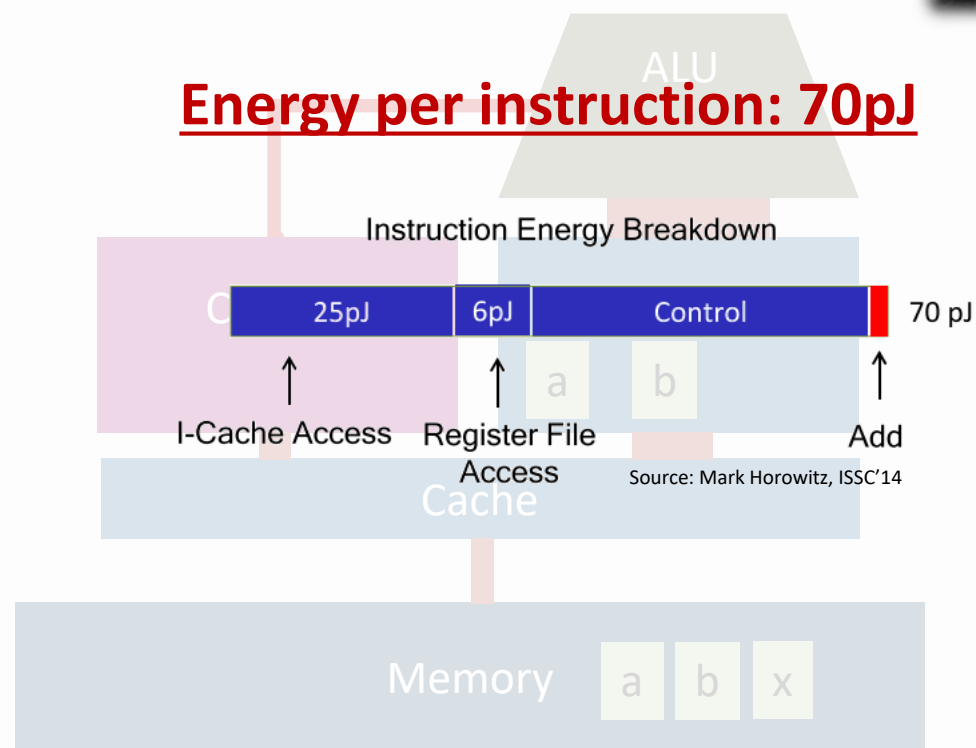 ALU
Energy per instruction: 70pJ
Instruction Energy Breakdown
C
25pJ
6pJ
Control
70 pJ
a
b
I-Cache Access
Register File
Access
Add
Source: Mark Horowitz, ISSC'14
Cache
Memory
a
b
x